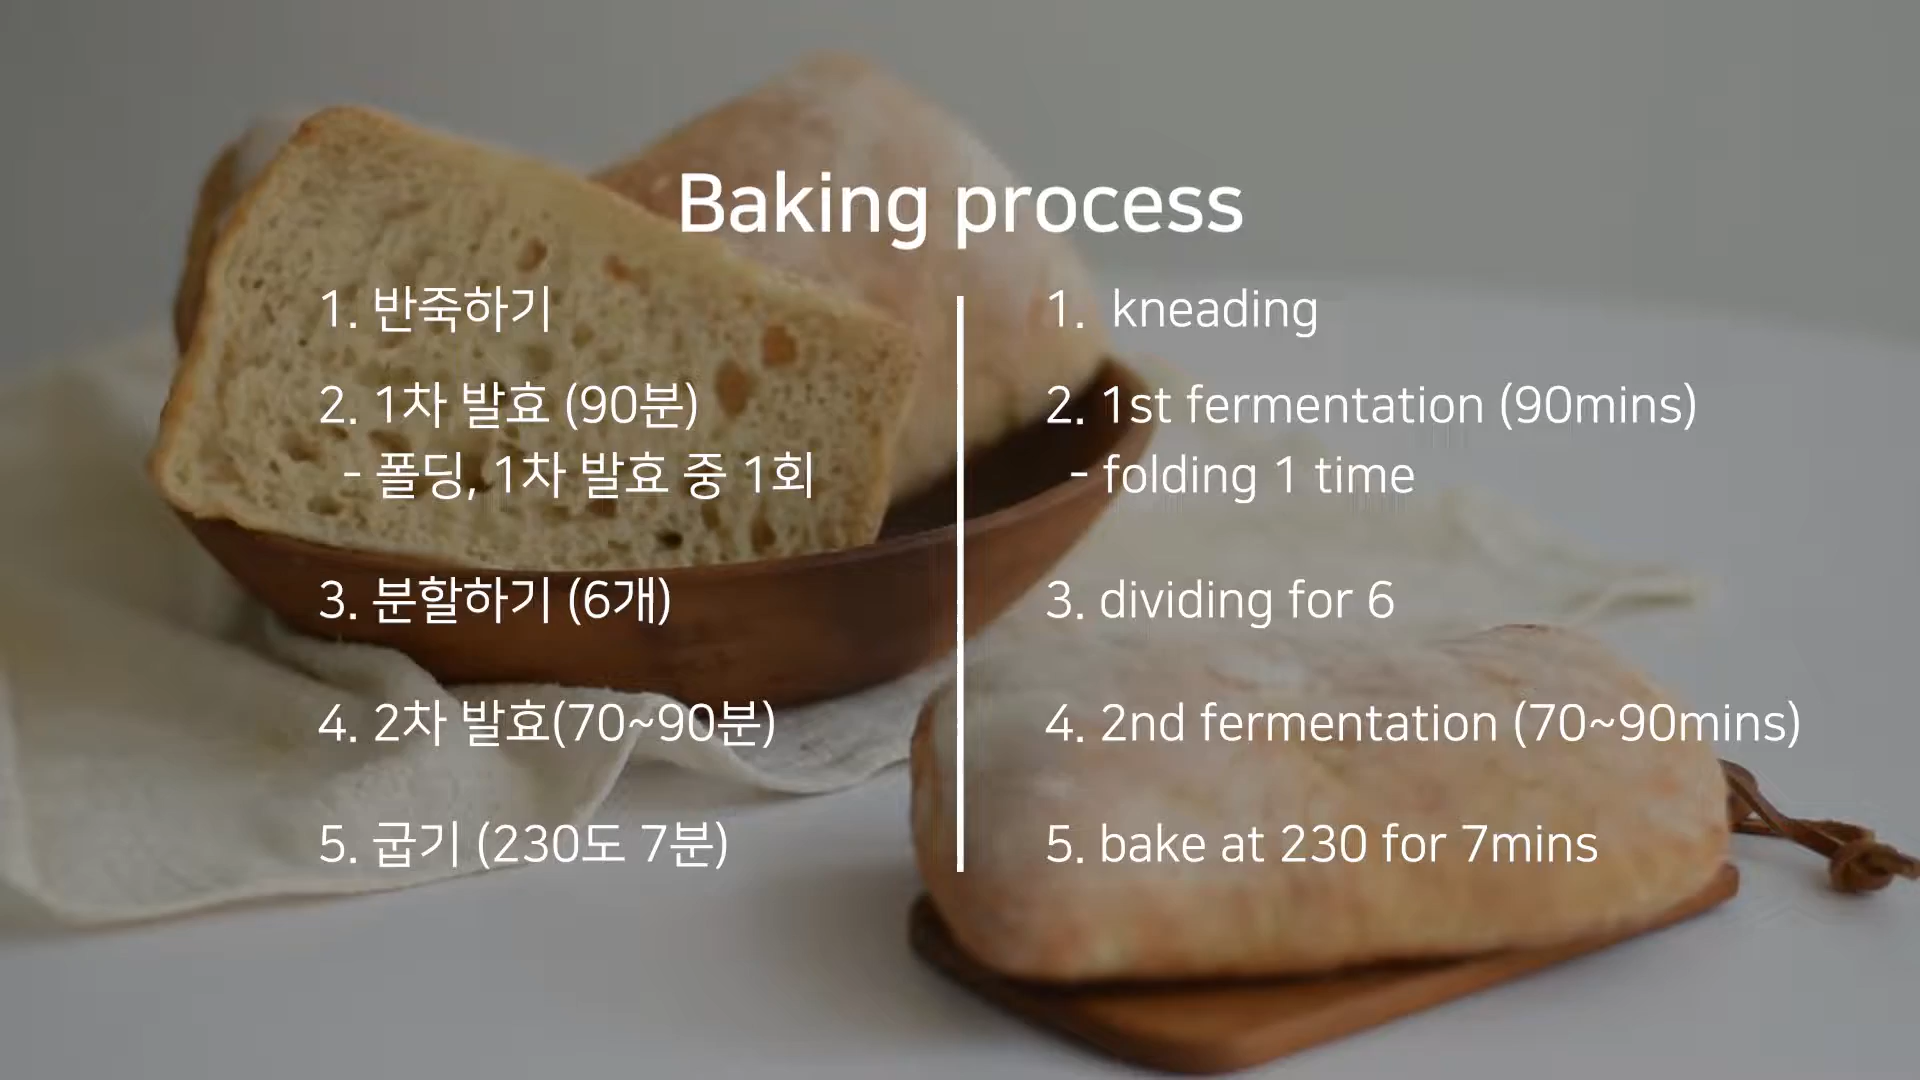 Baking process
1. 반죽하기
2. 1차 발효 (90분)
- 폴딩, 1차 발효 중 1회
3. 분할하기 (6개)
4. 2차 발효(70~90분)
5. 굽기 (230도 7분)
1. kneading
2. 1st fermentation (90mins)
- folding 1 time
3. dividing for 6
4. 2nd fermentation (70~90mins)
5. bake at 230 for 7mins